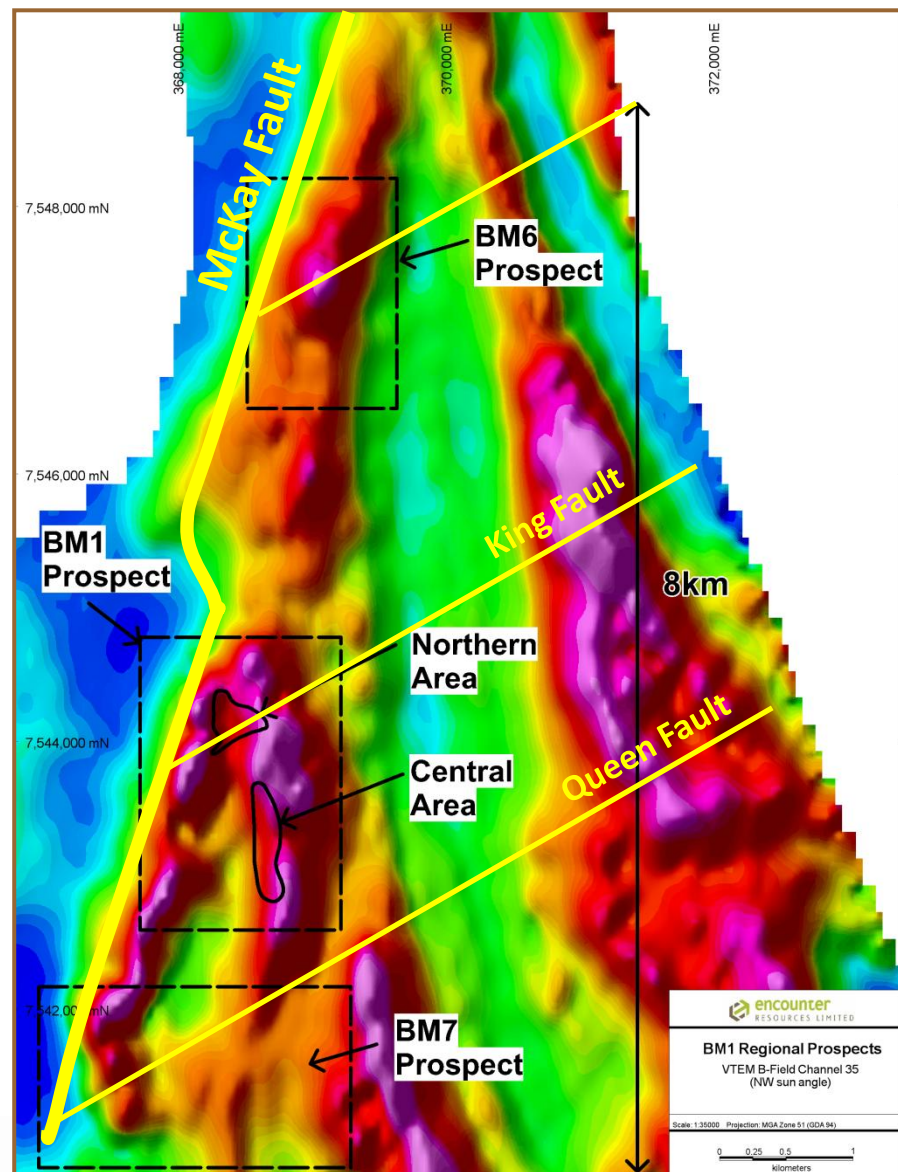 368,000 mE
370,000 mE
372,000 mE
McKay Fault
7,548,000 mN
BM6
Prospect
7,546,000 mN
King Fault
BM1
Prospect
8km
Northern
Area
7,544,000 mN
Queen Fault
Central
Area
7,542,000 mN
BM7
Prospect
encounter
RESOURCES LIMITED
BM1 Regional Prospects
VTEM B-Field Channel 35
(NW sun angle)
Scale: 1:35000 Projection: MGA Zone 51 (GDA 94)
0 0.25 0.5 1
kilometers